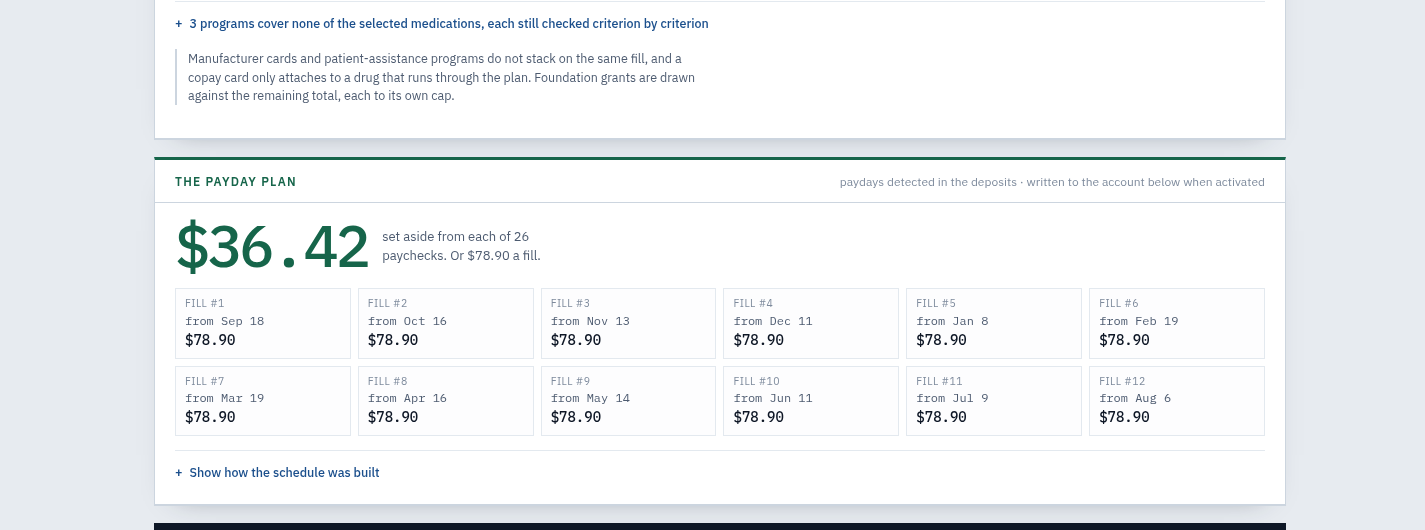 + 3 programs cover none of the selected medications, each still checked criterion by criterion
Manufacturer cards and patient-assistance programs do not stack on the same fill, and a
copay card only attaches to a drug that runs through the plan. Foundation grants are drawn
against the remaining total, each to its own cap.
THE PAYDAY PLAN
paydays detected in the deposits · written to the account below when activated
$36.42
set aside from each of 26
paychecks. Or $78.90 a fill.
FILL #1
from Sep 18
$78.90
FILL #2
from Oct 16
$78.90
FILL #3
from Nov 13
$78.90
FILL #4
from Dec 11
$78.90
FILL #5
from Jan 8
$78.90
FILL #6
from Feb 19
$78.90
FILL #7
from Mar 19
$78.90
FILL #8
from Apr 16
$78.90
FILL #9
from May 14
$78.90
FILL #10
from Jun 11
$78.90
FILL #11
from Jul 9
$78.90
FILL #12
from Aug 6
$78.90
+ Show how the schedule was built